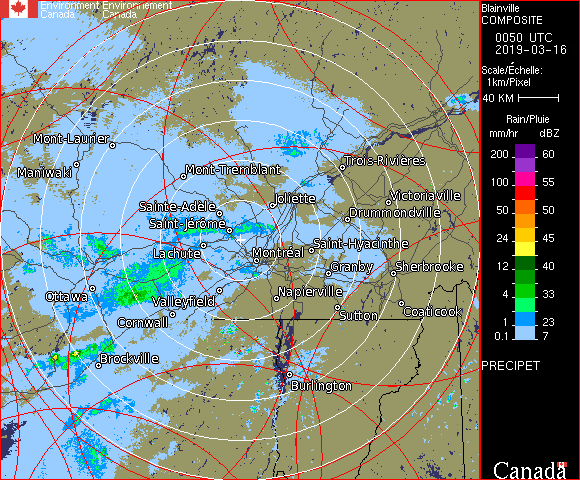 Environment Environnement
Canada Canada
Blainville
COMPOSITE
0050 UTC
2019-03-16
Scale/Échelle:
1km/Pixel
40 KM
Rain/Pluie
mm/hr dBZ
200 60
100 55
50 50
24 45
12 40
4 33
1 23
0.1 7
PRECIPET
Canada
Mont-Laurier
Maniwaki
Mont-Tremblant
Trois-Rivières
Sainte-Adèle
Joliette
Victoriaville
Drummondville
Saint-Jérôme
Lachute
Montréal
Saint-Hyacinthe
Granby
Sherbrooke
Ottawa
Valleyfield
Napierville
Cornwall
Sutton
Coaticook
Brockville
Burlington